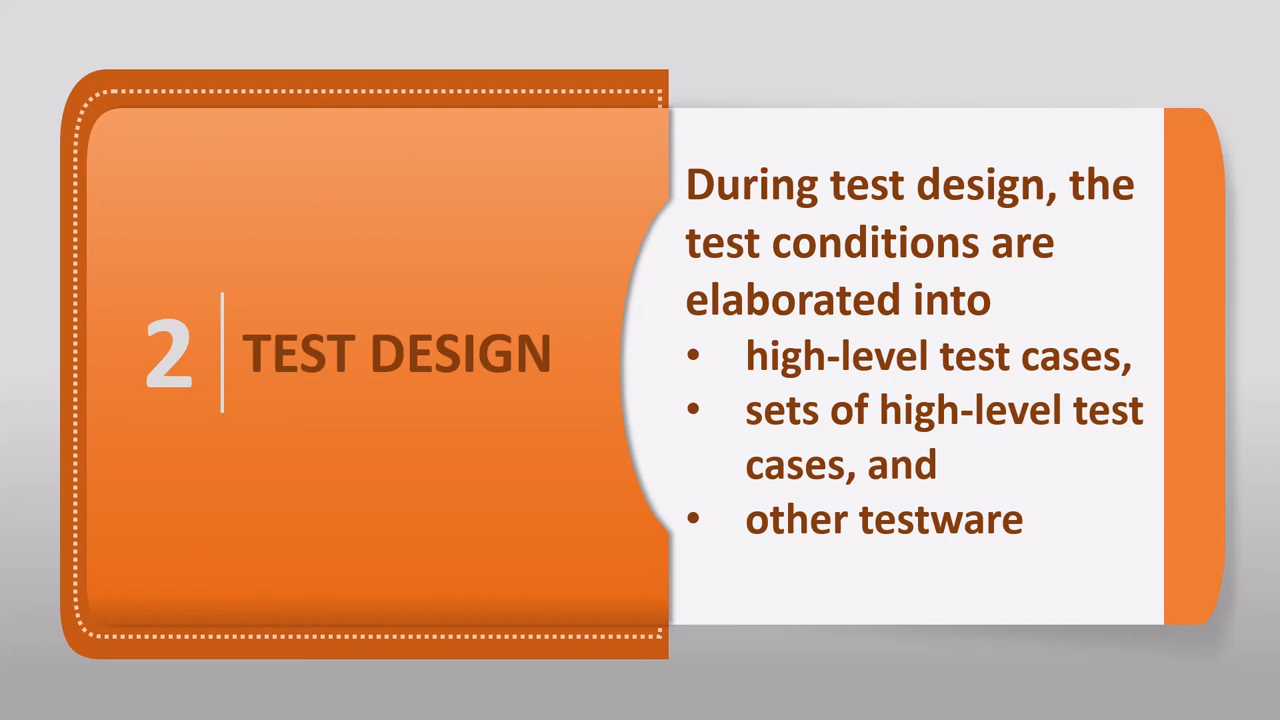 2
TEST DESIGN
During test design, the
test conditions are
elaborated into
• high-level test cases,
• sets of high-level test
cases, and
• other testware